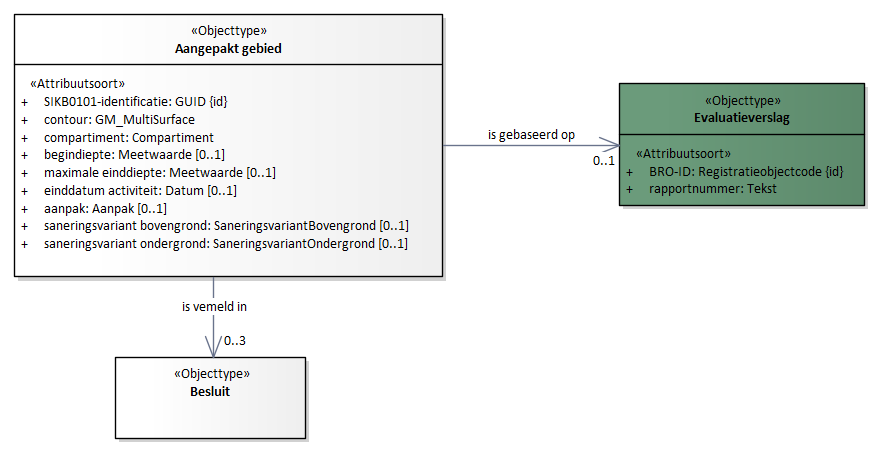 «Objecttype»
Aangepakt gebied
«Attribuutsoort»
+ SIKB0101-identificatie: GUID {id}
+ contour: GM_MultiSurface
+ compartiment: Compartiment
+ begindiepte: Meetwaarde [0..1]
+ maximale einddiepte: Meetwaarde [0..1]
+ einddatum activiteit: Datum [0..1]
+ aanpak: Aanpak [0..1]
+ saneringsvariant bovengrond: SaneringsvariantBovengrond [0..1]
+ saneringsvariant ondergrond: SaneringsvariantOndergrond [0..1]
is gebaseerd op
0..1
«Objecttype»
Evaluatieverslag
«Attribuutsoort»
+ BRO-ID: Registratieobjectcode {id}
+ rapportnummer: Tekst
is vemeld in
0..3
«Objecttype»
Besluit